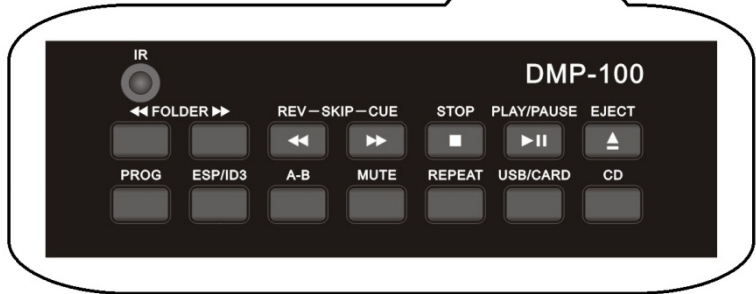 IR
DMP-100
◀◀ FOLDER ▶▶ REV–SKIP–CUE STOP PLAY/PAUSE EJECT
PROG ESP/ID3 A-B MUTE REPEAT USB/CARD CD